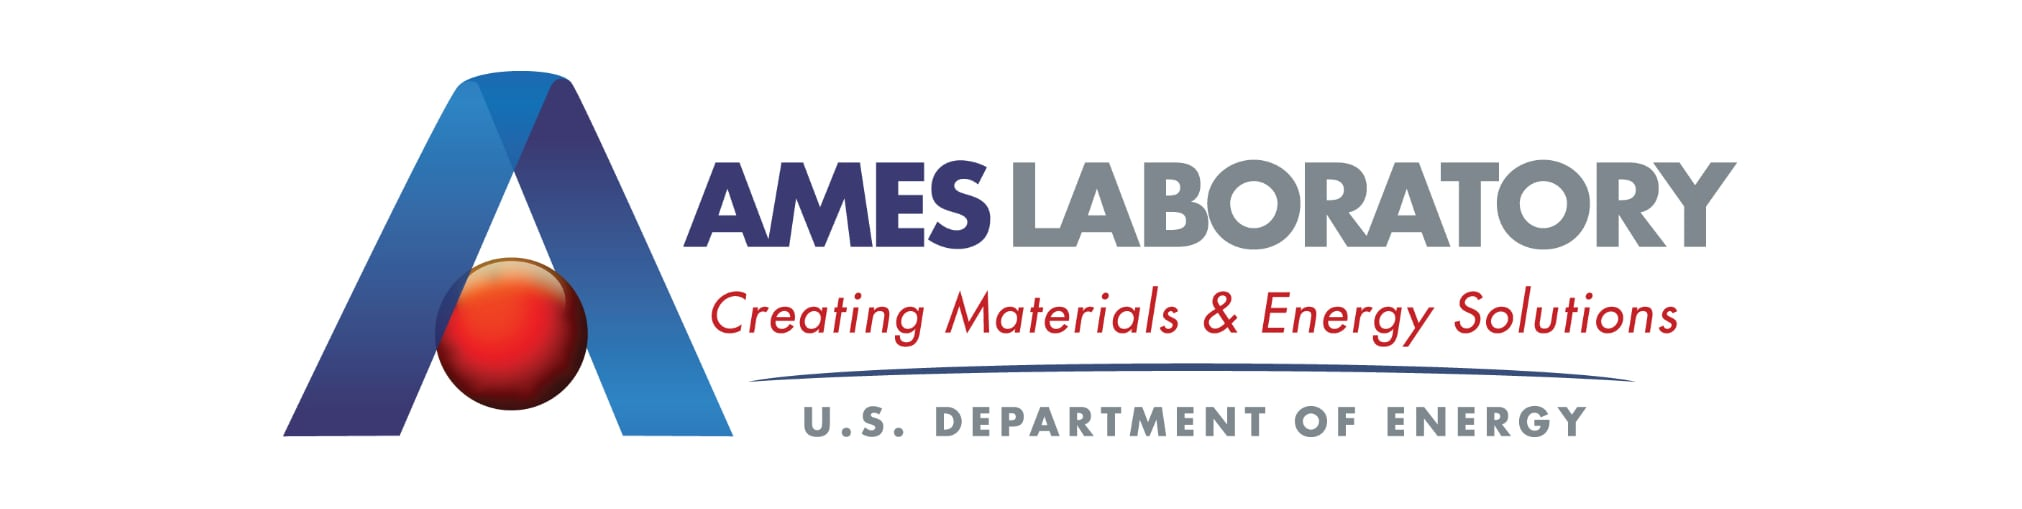 AMES LABORATORY
Creating Materials & Energy Solutions
U.S. DEPARTMENT OF ENERGY